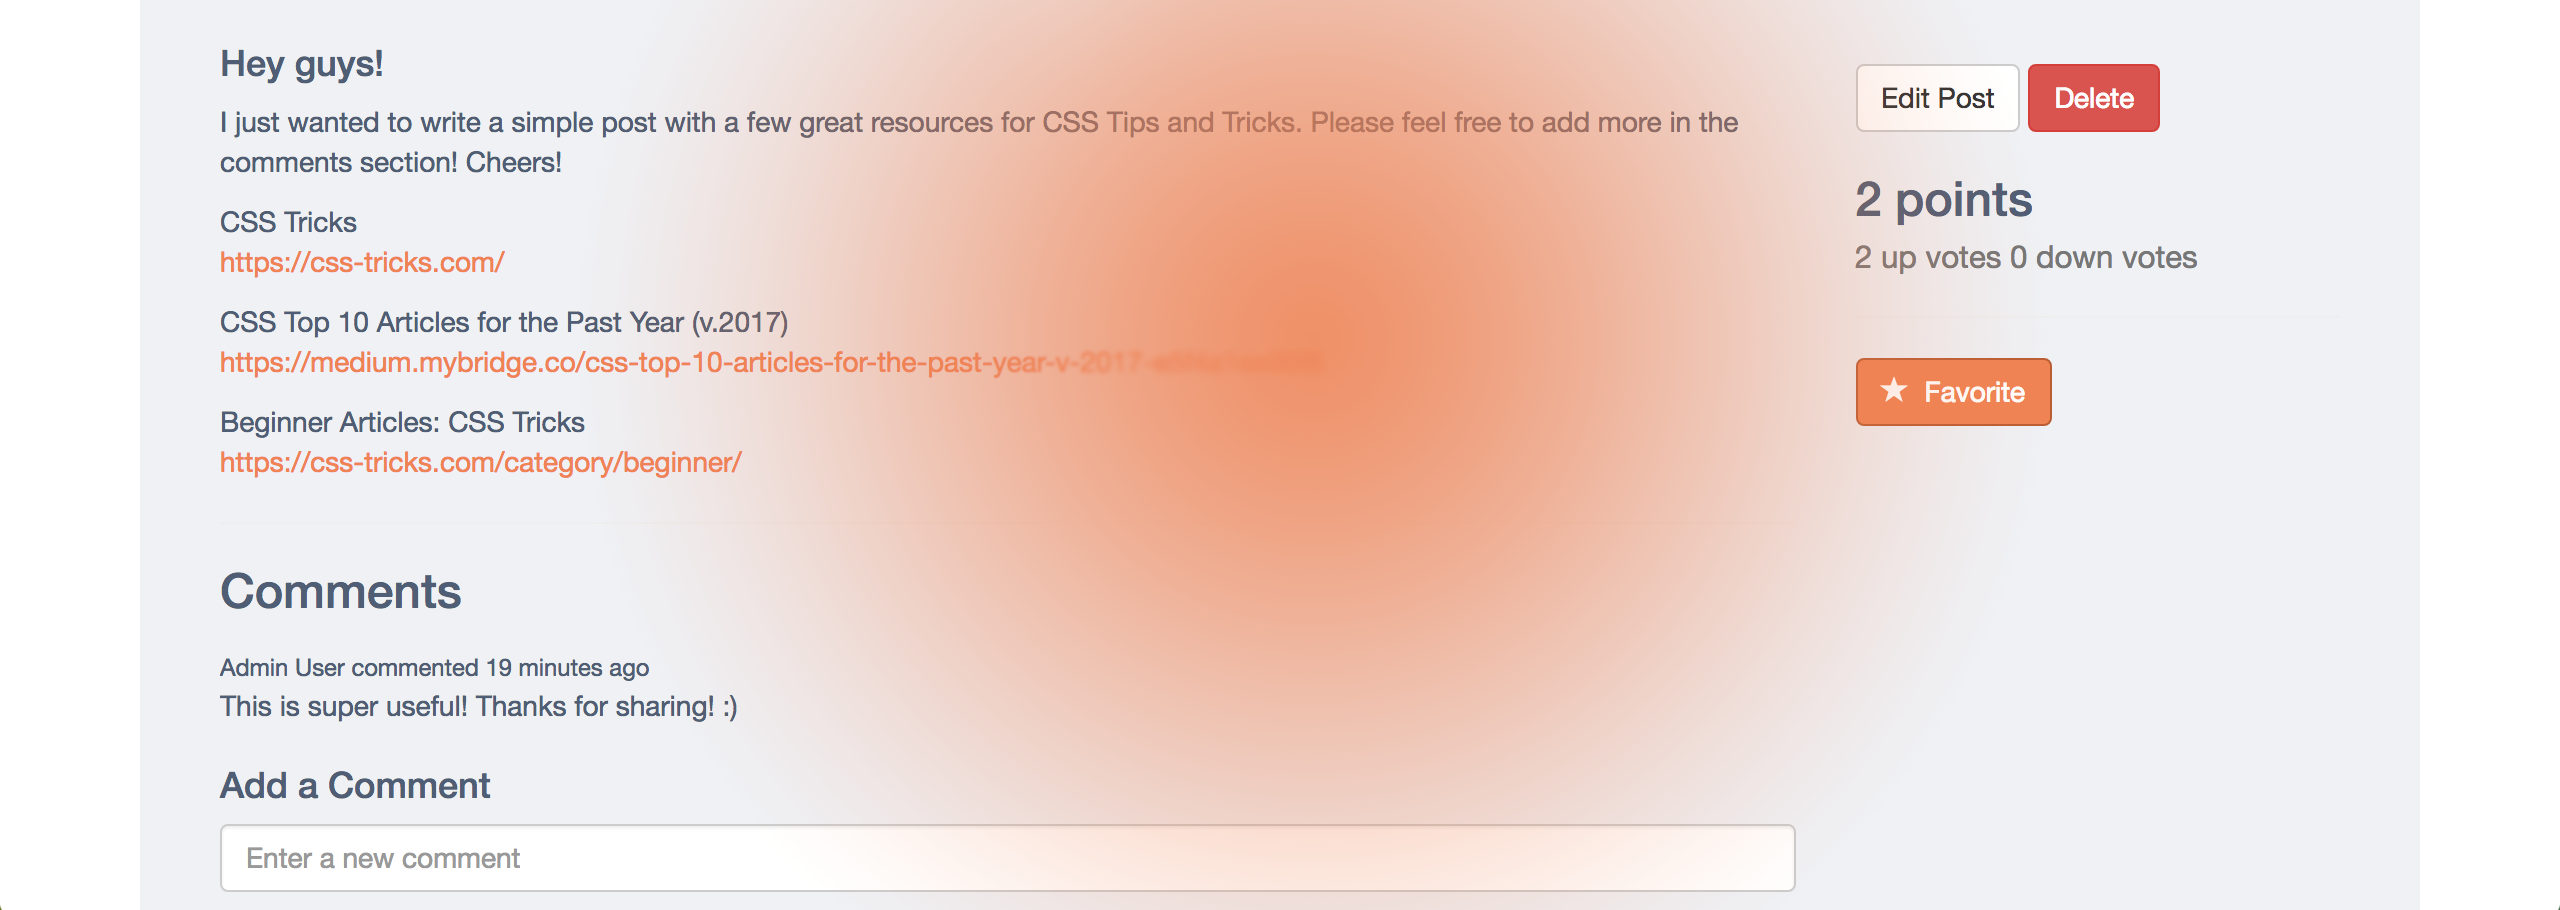 Hey guys!
I just wanted to write a simple post with a few great resources for CSS Tips and Tricks. Please feel free to add more in the
comments section! Cheers!
CSS Tricks
https://css-tricks.com/
CSS Top 10 Articles for the Past Year (v.2017)
https://medium.mybridge.co/css-top-10-articles-for-the-past-year-v-2017-
Beginner Articles: CSS Tricks
https://css-tricks.com/category/beginner/
Comments
Admin User commented 19 minutes ago
This is super useful! Thanks for sharing! :)
Add a Comment
Enter a new comment
Edit Post
Delete
2 points
2 up votes 0 down votes
★ Favorite